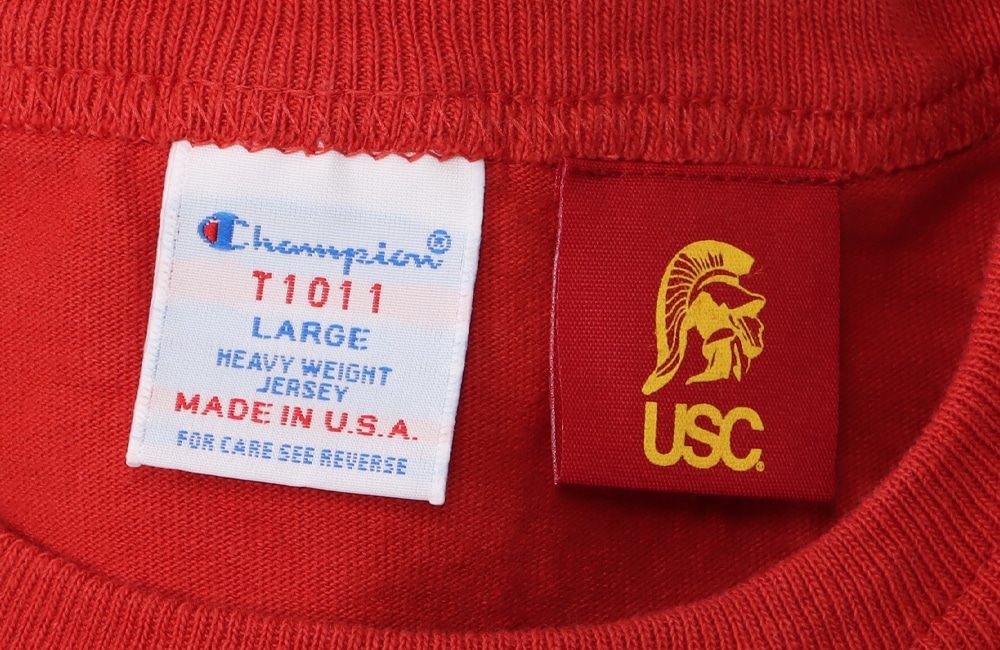 Champion®
T1011
LARGE
HEAVY WEIGHT
JERSEY
MADE IN U.S.A.
FOR CARE SEE REVERSE
USC®